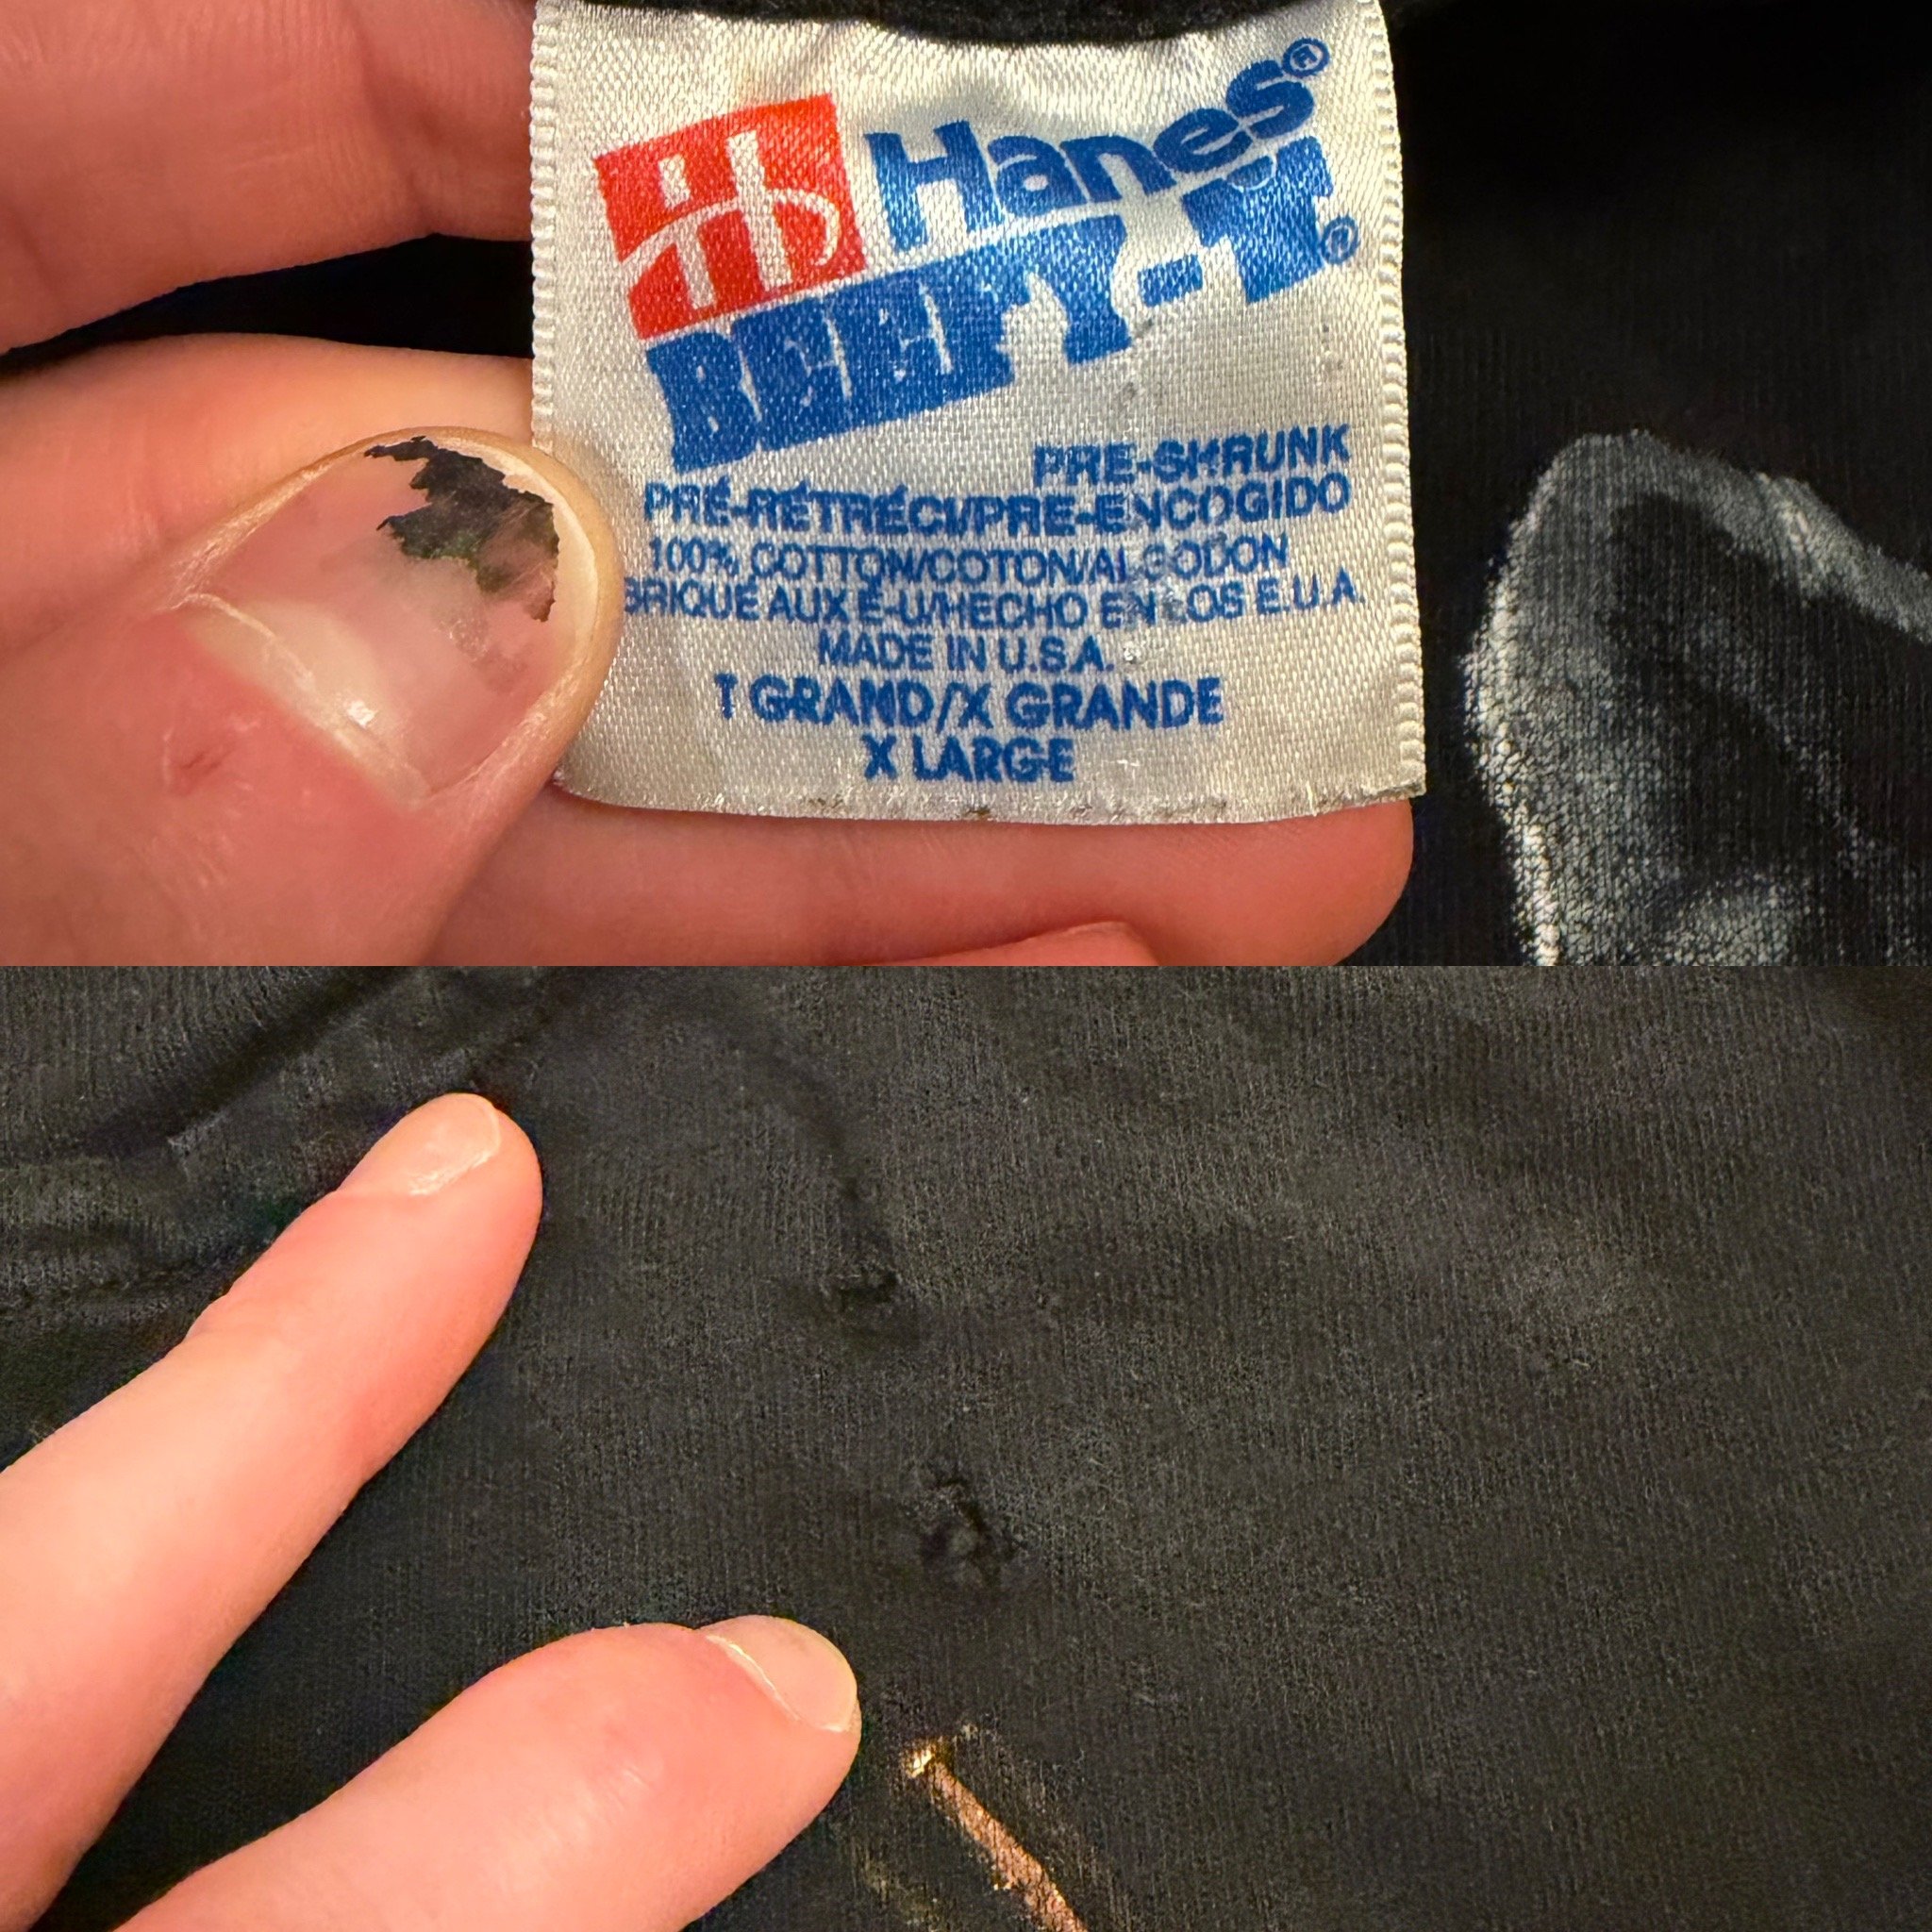 Hanes®
BEEFY-T®
PRE-SHRUNK
PRÉ-RÉTRÉCI/PRE-ENCOGIDO
100% COTTON/COTON/ALGODON
BRIQUÉ AUX É-U/HECHO EN LOS E.U.A.
MADE IN U.S.A.
T GRAND/X GRANDE
X LARGE